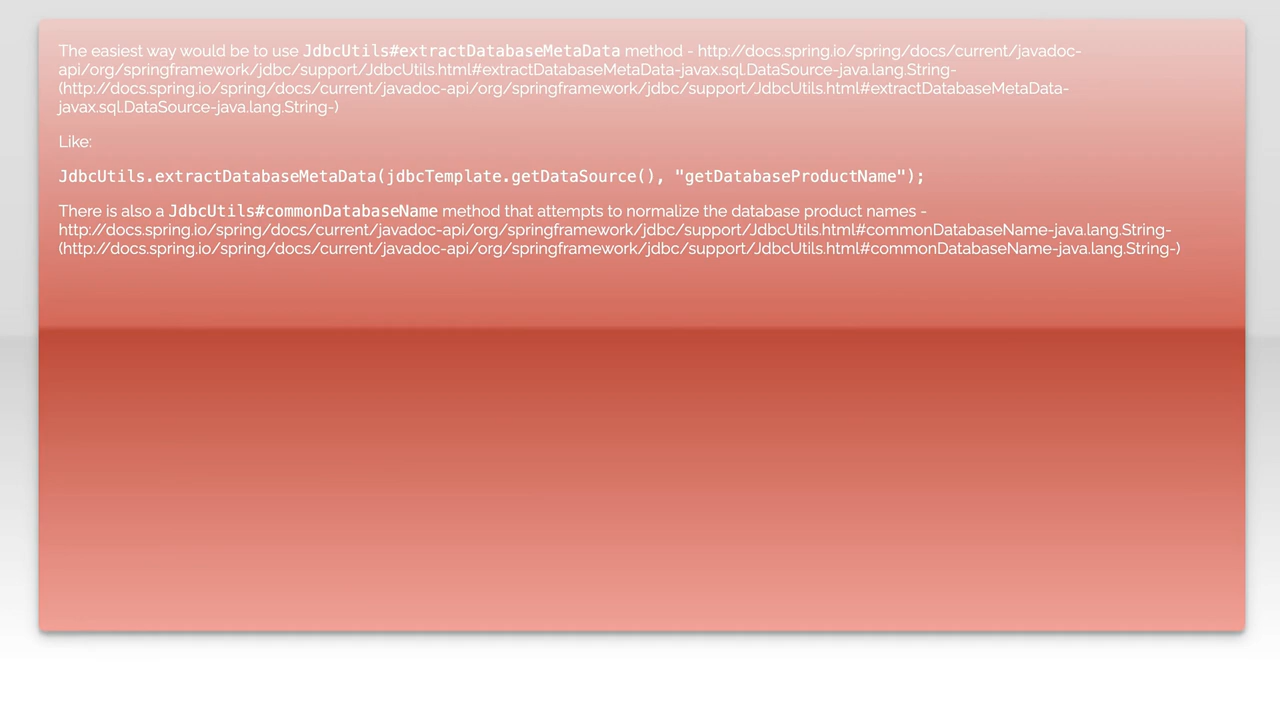 The easiest way would be to use JdbcUtils#extractDatabaseMetaData method - http://docs.spring.io/spring/docs/current/javadoc-
api/org/springframework/jdbc/support/JdbcUtils.html#extractDatabaseMetaData-javax.sql.DataSource-java.lang.String-
(http://docs.spring.io/spring/docs/current/javadoc-api/org/springframework/jdbc/support/JdbcUtils.html#extractDatabaseMetaData-
javax.sql.DataSource-java.lang.String-)
Like:
JdbcUtils.extractDatabaseMetaData(jdbcTemplate.getDataSource(), "getDatabaseProductName");
There is also a JdbcUtils#commonDatabaseName method that attempts to normalize the database product names -
http://docs.spring.io/spring/docs/current/javadoc-api/org/springframework/jdbc/support/JdbcUtils.html#commonDatabaseName-java.lang.String-
(http://docs.spring.io/spring/docs/current/javadoc-api/org/springframework/jdbc/support/JdbcUtils.html#commonDatabaseName-java.lang.String-)